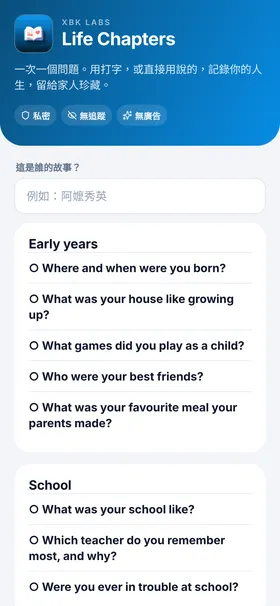 XBK LABS
Life Chapters
一次一個問題。用打字，或直接用說的，記錄你的人
生，留給家人珍藏。
私密
無追蹤
無廣告
這是誰的故事？
例如：阿嬤秀英
Early years
Where and when were you born?
What was your house like growing
up?
What games did you play as a child?
Who were your best friends?
What was your favourite meal your
parents made?
School
What was your school like?
Which teacher do you remember
most, and why?
Were you ever in trouble at school?